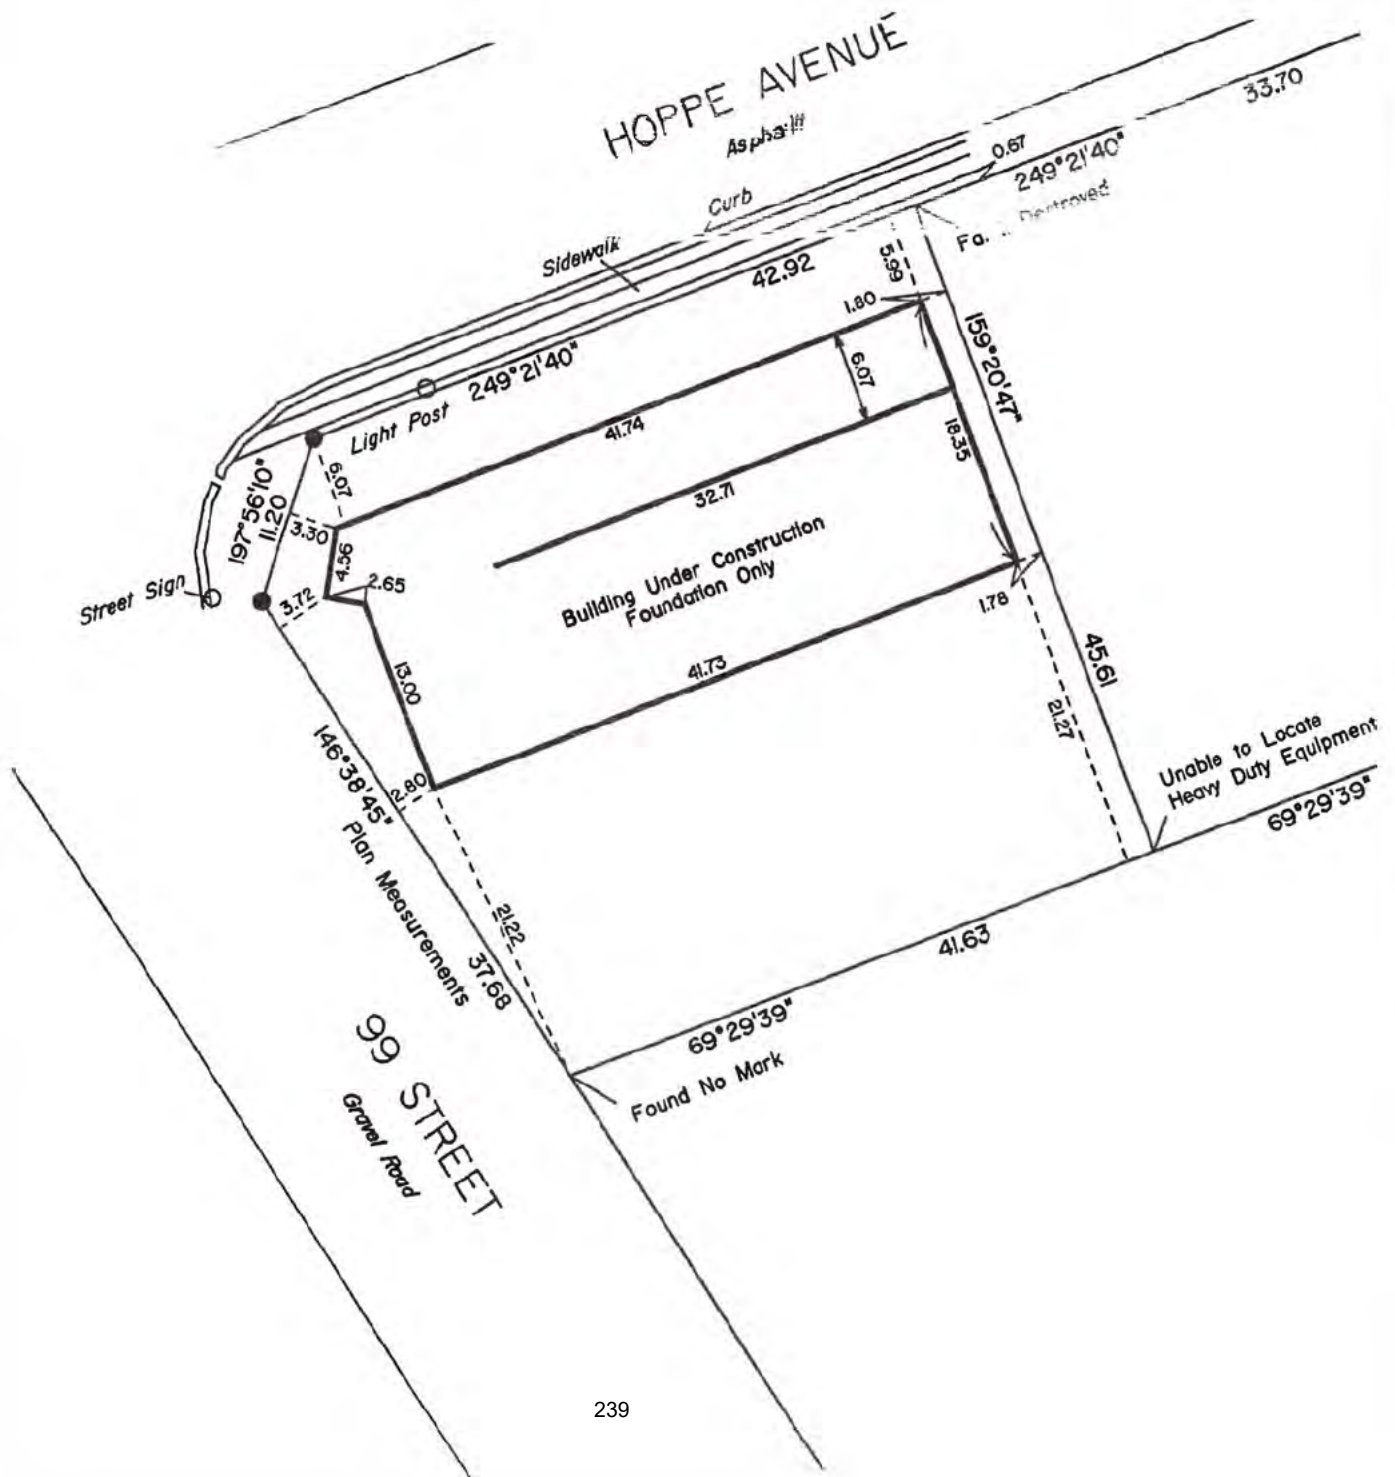 HOPPE AVENUE
33.70
0.67
249°21'40"
Curb
Destroyed
Sidewalk
42.92
5.99
1.80
159°20'47"
249°21'40"
6.07
Light Post
41.74
18.35
6.07
197°56'10"
11.20
32.71
3.30
4.56
Building Under Construction
Foundation Only
2.65
Street Sign
3.72
1.78
41.73
45.61
13.00
21.27
Unable to Locate
Heavy Duty Equipment
146°38'45"
2.80
69°29'39"
Plan Measurements
21.22
41.63
37.68
69°29'39"
99 STREET
Gravel Road
Found No Mark
239